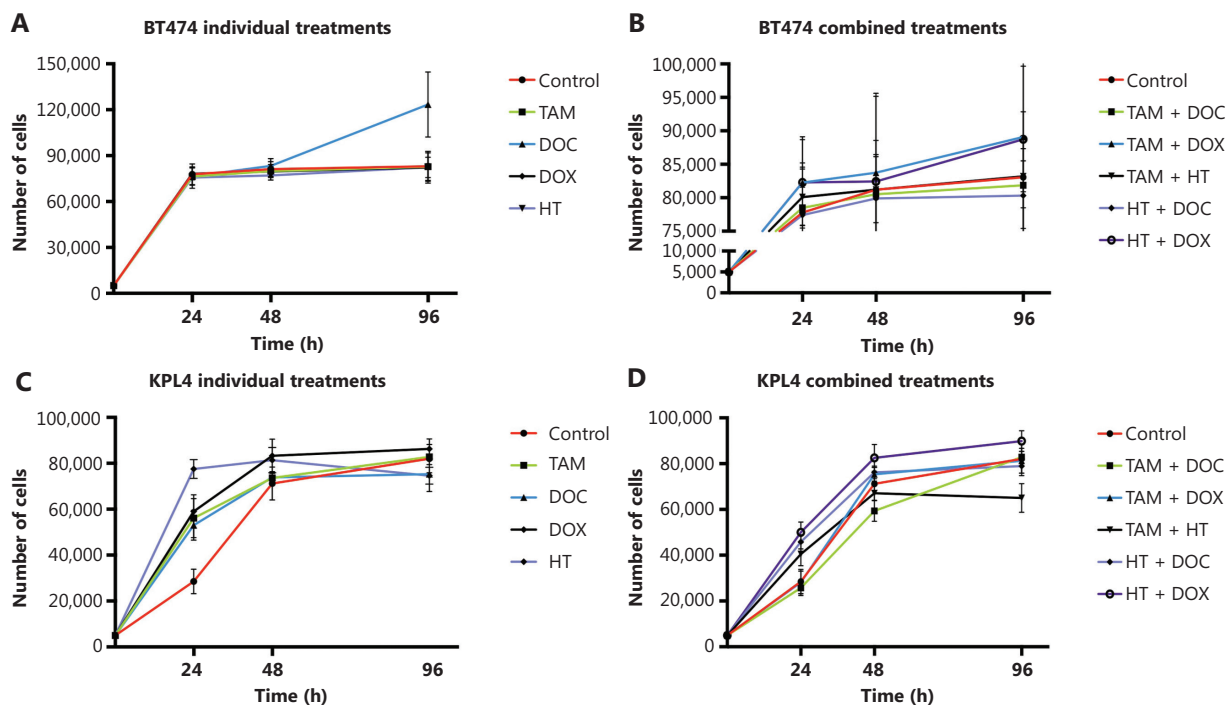 A
BT474 individual treatments
Number of cells
150,000
120,000
90,000
60,000
30,000
0
24
48
96
Time (h)
Control
TAM
DOC
DOX
HT
B
BT474 combined treatments
Number of cells
100,000
95,000
90,000
85,000
80,000
75,000
10,000
5,000
0
24
48
96
Time (h)
Control
TAM + DOC
TAM + DOX
TAM + HT
HT + DOC
HT + DOX
C
KPL4 individual treatments
Number of cells
100,000
80,000
60,000
40,000
20,000
0
24
48
96
Time (h)
Control
TAM
DOC
DOX
HT
D
KPL4 combined treatments
Number of cells
100,000
80,000
60,000
40,000
20,000
0
24
48
96
Time (h)
Control
TAM + DOC
TAM + DOX
TAM + HT
HT + DOC
HT + DOX